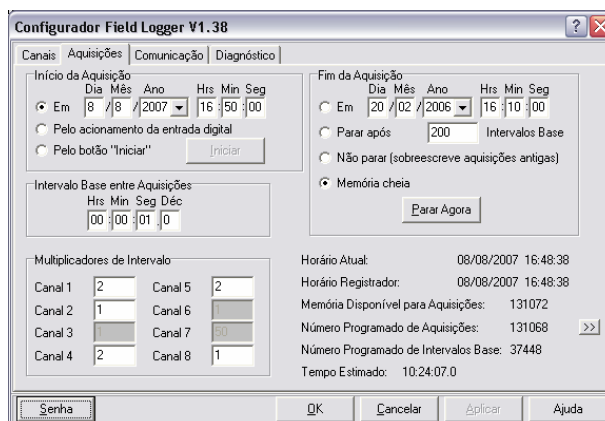 Configurador Field Logger V1.38
Canais Aquisições Comunicação Diagnóstico
Início da Aquisição
Dia Mês Ano Hrs Min Seg
Em 8 / 8 / 2007 16 : 50 : 00
Pelo acionamento da entrada digital
Pelo botão "Iniciar" Iniciar
Fim da Aquisição
Dia Mês Ano Hrs Min Seg
Em 20 / 02 / 2006 16 : 10 : 00
Parar após 200 Intervalos Base
Não parar (sobreescreve aquisições antigas)
Memória cheia
Parar Agora
Intervalo Base entre Aquisições
Hrs Min Seg Déc
00 : 00 : 01 . 0
Multiplicadores de Intervalo
Canal 1 2 Canal 5 2
Canal 2 1 Canal 6 1
Canal 3 1 Canal 7 50
Canal 4 2 Canal 8 1
Horário Atual: 08/08/2007 16:48:38
Horário Registrador: 08/08/2007 16:48:38
Memória Disponível para Aquisições: 131072
Número Programado de Aquisições: 131068 >>
Número Programado de Intervalos Base: 37448
Tempo Estimado: 10:24:07.0
Senha OK Cancelar Aplicar Ajuda